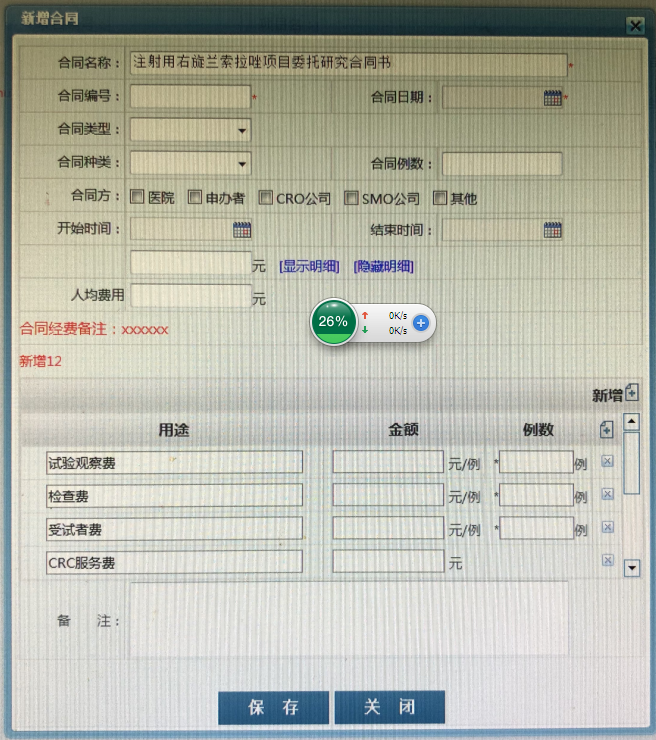 新增合同
合同名称： 注射用右旋兰索拉唑项目委托研究合同书 *
合同编号： * 合同日期： *
合同类型：
合同种类： 合同例数：
合同方： 医院 申办者 CRO公司 SMO公司 其他
开始时间： 结束时间：
元 [显示明细] [隐藏明细]
人均费用 元
26% 0K/s
0K/s
合同经费备注：xxxxxx
新增12
新增
用途 金额 例数
试验观察费 元/例 * 例
检查费 元/例 * 例
受试者费 元/例 * 例
CRC服务费 元
备 注：
保 存 关 闭